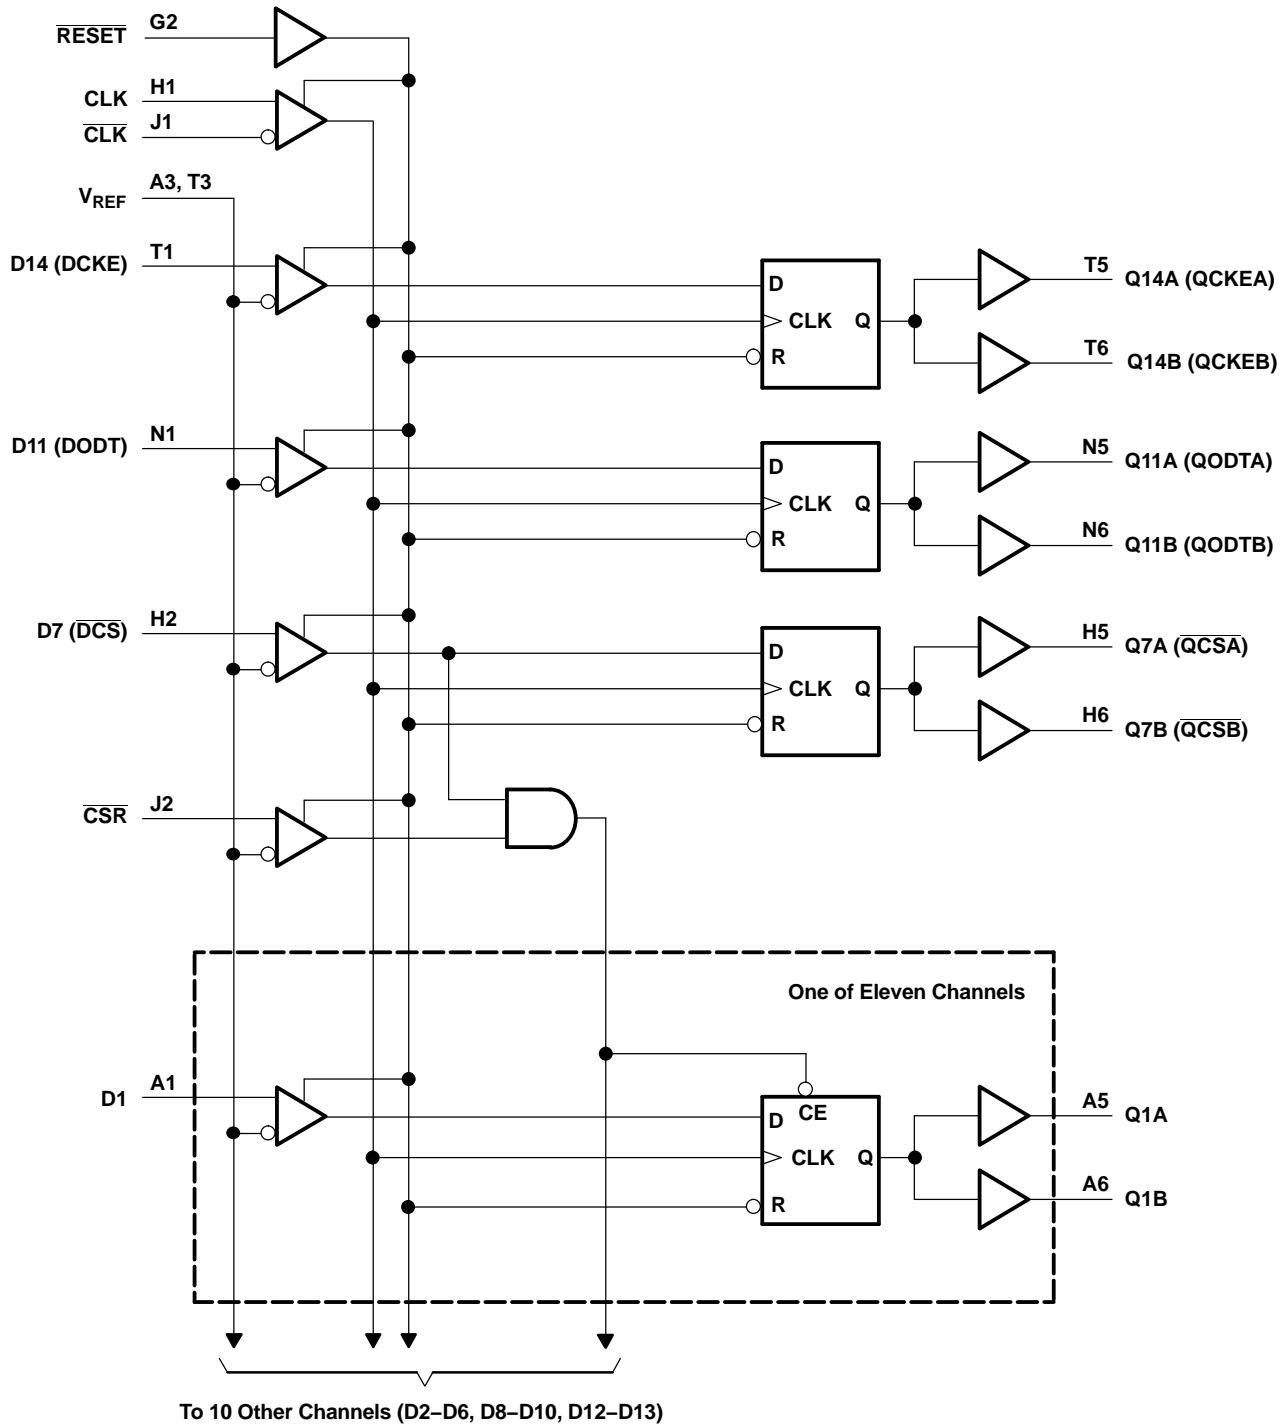 RESET G2
CLK H1
CLK J1
VREF A3, T3
D14 (DCKE) T1
D CLK Q R
T5 Q14A (QCKEA)
T6 Q14B (QCKEB)
D11 (DODT) N1
D CLK Q R
N5 Q11A (QODTA)
N6 Q11B (QODTB)
D7 (DCS) H2
D CLK Q R
H5 Q7A (QCSA)
H6 Q7B (QCSB)
CSR J2
One of Eleven Channels
D1 A1
CE D CLK Q R
A5 Q1A
A6 Q1B
To 10 Other Channels (D2–D6, D8–D10, D12–D13)